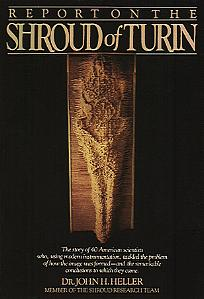 REPORT ON THE
SHROUD of TURIN
The story of 40 American scientists
who, using modern instrumentation, tackled the problem
of how the image was formed—and the remarkable
conclusions to which they came.
DR. JOHN H. HELLER
MEMBER OF THE SHROUD RESEARCH TEAM